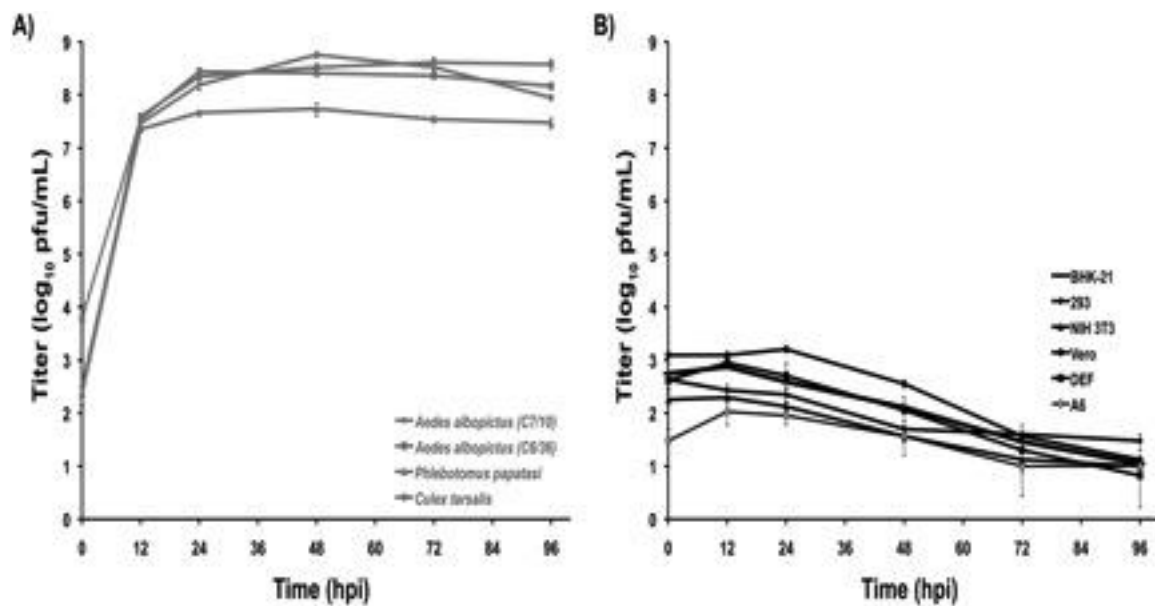 A)
9
8
7
6
5
4
3
2
1
0
Titer (log10 pfu/mL)
Aedes albopictus (C7/10)
Aedes albopictus (C6/36)
Phlebotomus papatasi
Culex tarsalis
0 12 24 36 48 60 72 84 96
Time (hpi)
B)
9
8
7
6
5
4
3
2
1
0
Titer (log10 pfu/mL)
BHK-21
293
NIH 3T3
Vero
DEF
A6
0 12 24 36 48 60 72 84 96
Time (hpi)